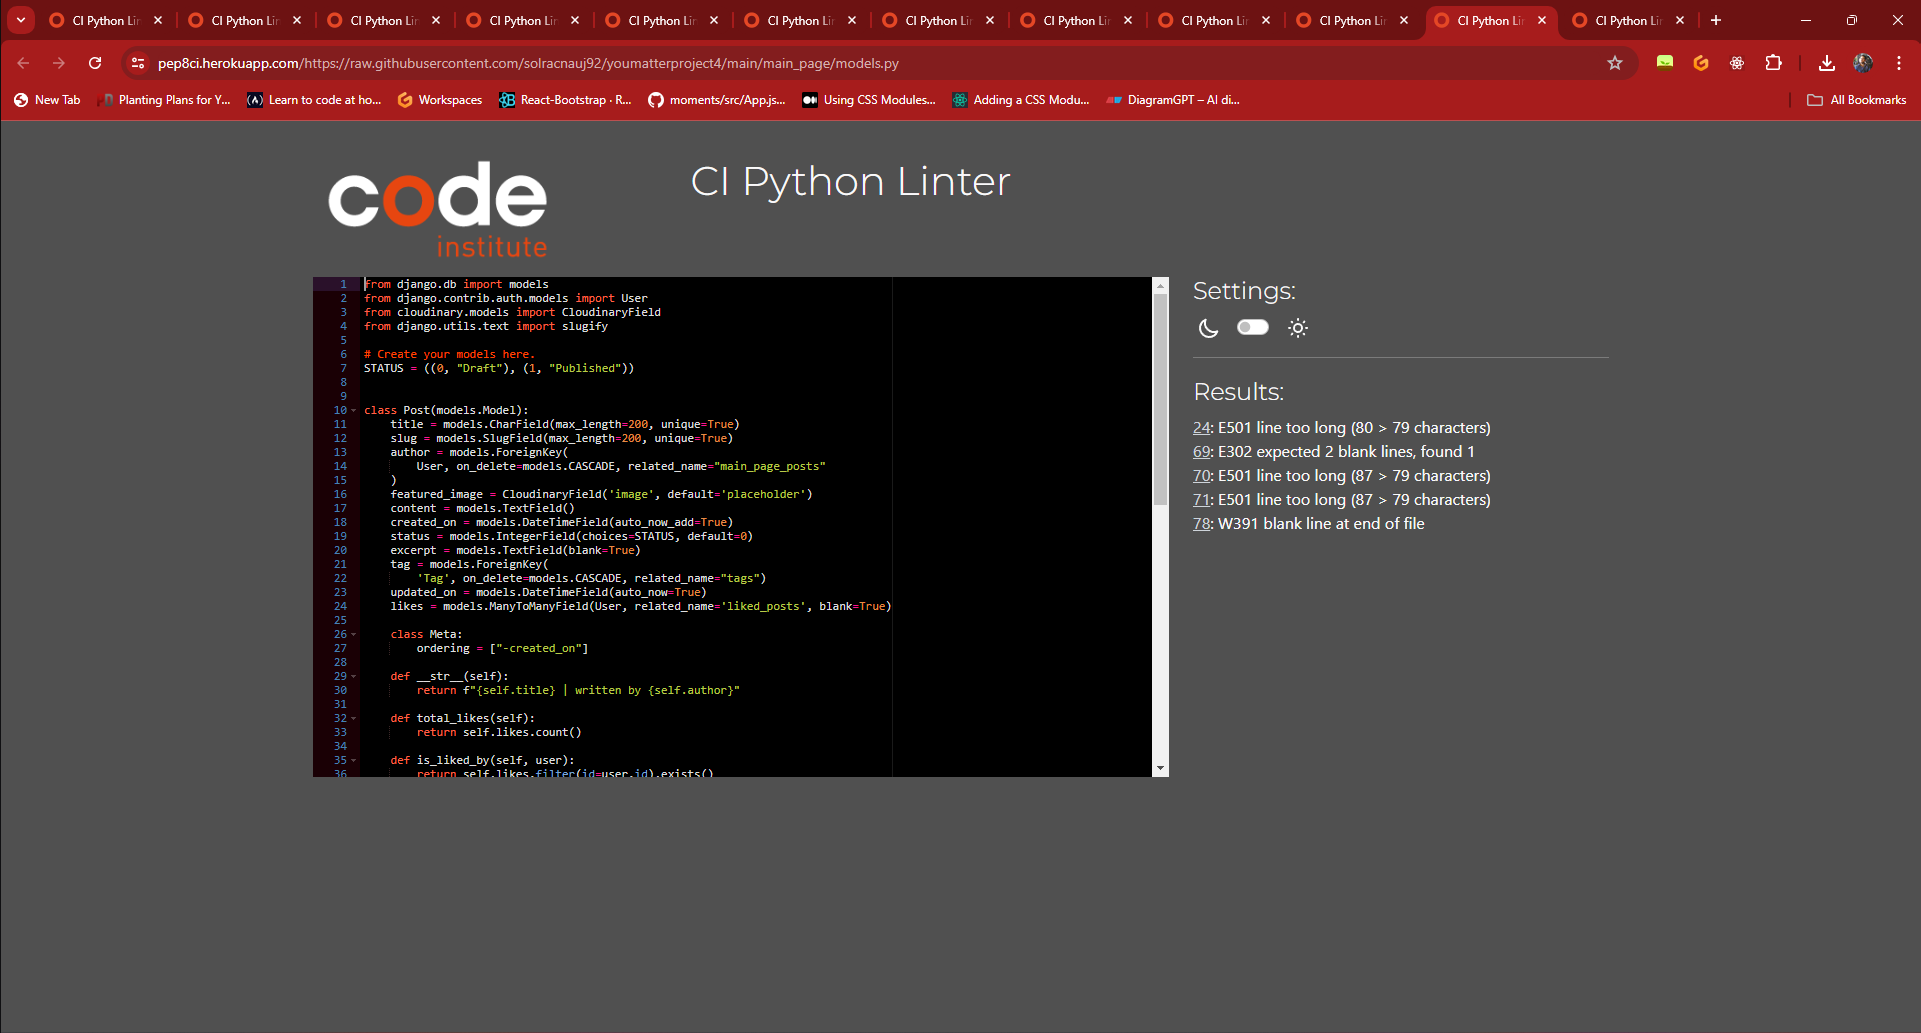 CI Python Lin
CI Python Lin
CI Python Lin
CI Python Lin
CI Python Lin
CI Python Lin
CI Python Lin
CI Python Lin
CI Python Lin
CI Python Lin
CI Python Lin
CI Python Lin
pep8ci.herokuapp.com/https://raw.githubusercontent.com/solracnauj92/youmatterproject4/main/main_page/models.py
New Tab
Planting Plans for Y...
Learn to code at ho...
Workspaces
React-Bootstrap · R...
moments/src/App.js...
Using CSS Modules...
Adding a CSS Modu...
DiagramGPT – AI di...
All Bookmarks
code
institute
CI Python Linter
1 from django.db import models
2 from django.contrib.auth.models import User
3 from cloudinary.models import CloudinaryField
4 from django.utils.text import slugify
5
6 # Create your models here.
7 STATUS = ((0, "Draft"), (1, "Published"))
8
9
10 class Post(models.Model):
11 title = models.CharField(max_length=200, unique=True)
12 slug = models.SlugField(max_length=200, unique=True)
13 author = models.ForeignKey(
14 User, on_delete=models.CASCADE, related_name="main_page_posts"
15 )
16 featured_image = CloudinaryField('image', default='placeholder')
17 content = models.TextField()
18 created_on = models.DateTimeField(auto_now_add=True)
19 status = models.IntegerField(choices=STATUS, default=0)
20 excerpt = models.TextField(blank=True)
21 tag = models.ForeignKey(
22 'Tag', on_delete=models.CASCADE, related_name="tags")
23 updated_on = models.DateTimeField(auto_now=True)
24 likes = models.ManyToManyField(User, related_name='liked_posts', blank=True)
25
26 class Meta:
27 ordering = ["-created_on"]
28
29 def __str__(self):
30 return f"{self.title} | written by {self.author}"
31
32 def total_likes(self):
33 return self.likes.count()
34
35 def is_liked_by(self, user):
36 return self.likes.filter(id=user.id).exists()
Settings:
Results:
24: E501 line too long (80 > 79 characters)
69: E302 expected 2 blank lines, found 1
70: E501 line too long (87 > 79 characters)
71: E501 line too long (87 > 79 characters)
78: W391 blank line at end of file